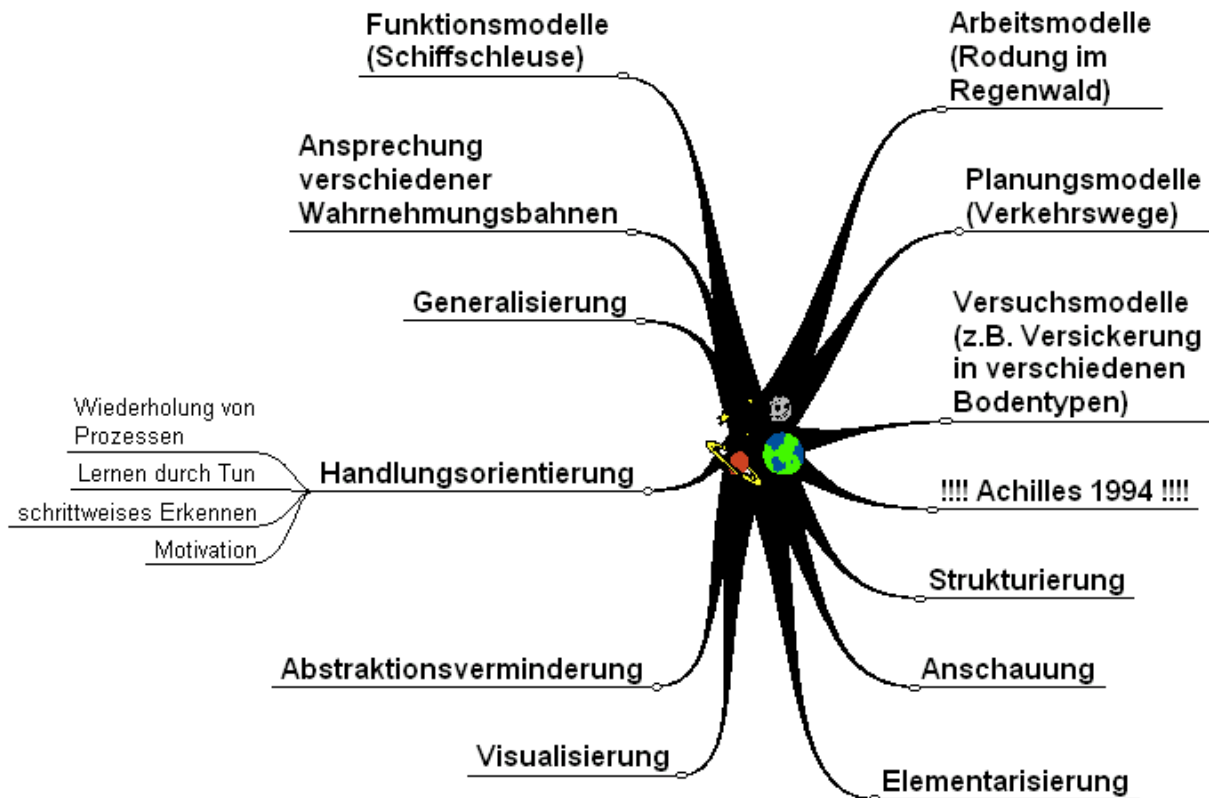 Funktionsmodelle
(Schiffschleuse)
Ansprechung
verschiedener
Wahrnehmungsbahnen
Generalisierung
Handlungsorientierung
Wiederholung von
Prozessen
Lernen durch Tun
schrittweises Erkennen
Motivation
Abstraktionsverminderung
Visualisierung
Arbeitsmodelle
(Rodung im
Regenwald)
Planungsmodelle
(Verkehrswege)
Versuchsmodelle
(z.B. Versickerung
in verschiedenen
Bodentypen)
!!!! Achilles 1994 !!!!
Strukturierung
Anschauung
Elementarisierung